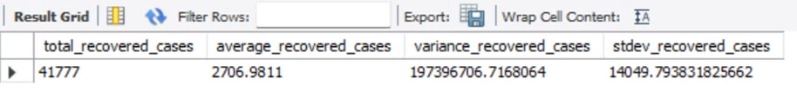 Result Grid Filter Rows: Export: Wrap Cell Content:
total_recovered_cases average_recovered_cases variance_recovered_cases stdev_recovered_cases
41777 2706.9811 197396706.7168064 14049.793831825662